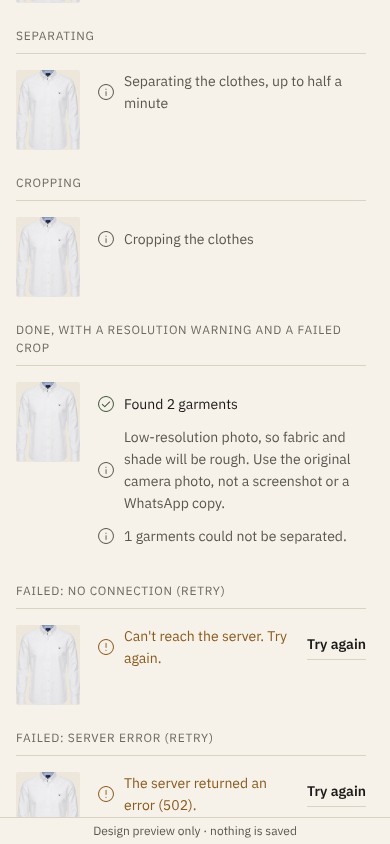 SEPARATING
Separating the clothes, up to half a
minute
CROPPING
Cropping the clothes
DONE, WITH A RESOLUTION WARNING AND A FAILED
CROP
Found 2 garments
Low-resolution photo, so fabric and
shade will be rough. Use the original
camera photo, not a screenshot or a
WhatsApp copy.
1 garments could not be separated.
FAILED: NO CONNECTION (RETRY)
Can't reach the server. Try
again.
Try again
FAILED: SERVER ERROR (RETRY)
The server returned an
error (502).
Try again
Design preview only · nothing is saved